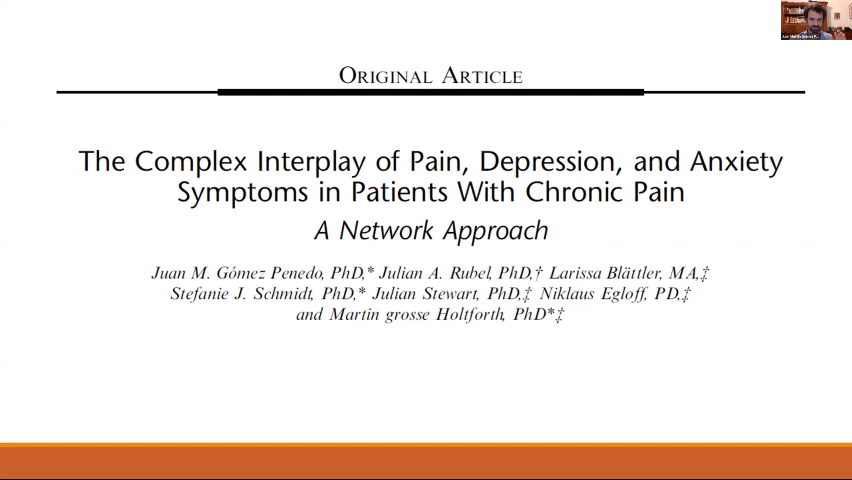 ORIGINAL ARTICLE
The Complex Interplay of Pain, Depression, and Anxiety
Symptoms in Patients With Chronic Pain
A Network Approach
Juan M. Gómez Penedo, PhD,* Julian A. Rubel, PhD,† Larissa Blättler, MA,‡
Stefanie J. Schmidt, PhD,* Julian Stewart, PhD,‡ Niklaus Egloff, PD,‡
and Martin grosse Holtforth, PhD*‡